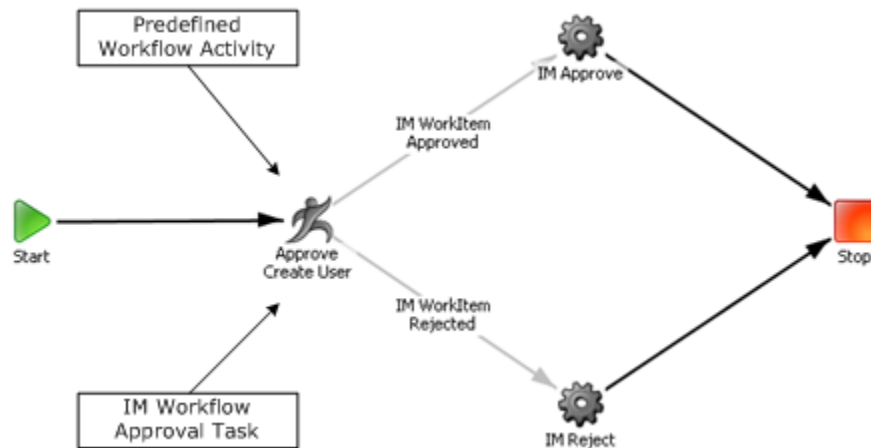 Predefined
Workflow Activity
IM Approve
IM WorkItem
Approved
Start
Approve
Create User
Stop
IM WorkItem
Rejected
IM Workflow
Approval Task
IM Reject